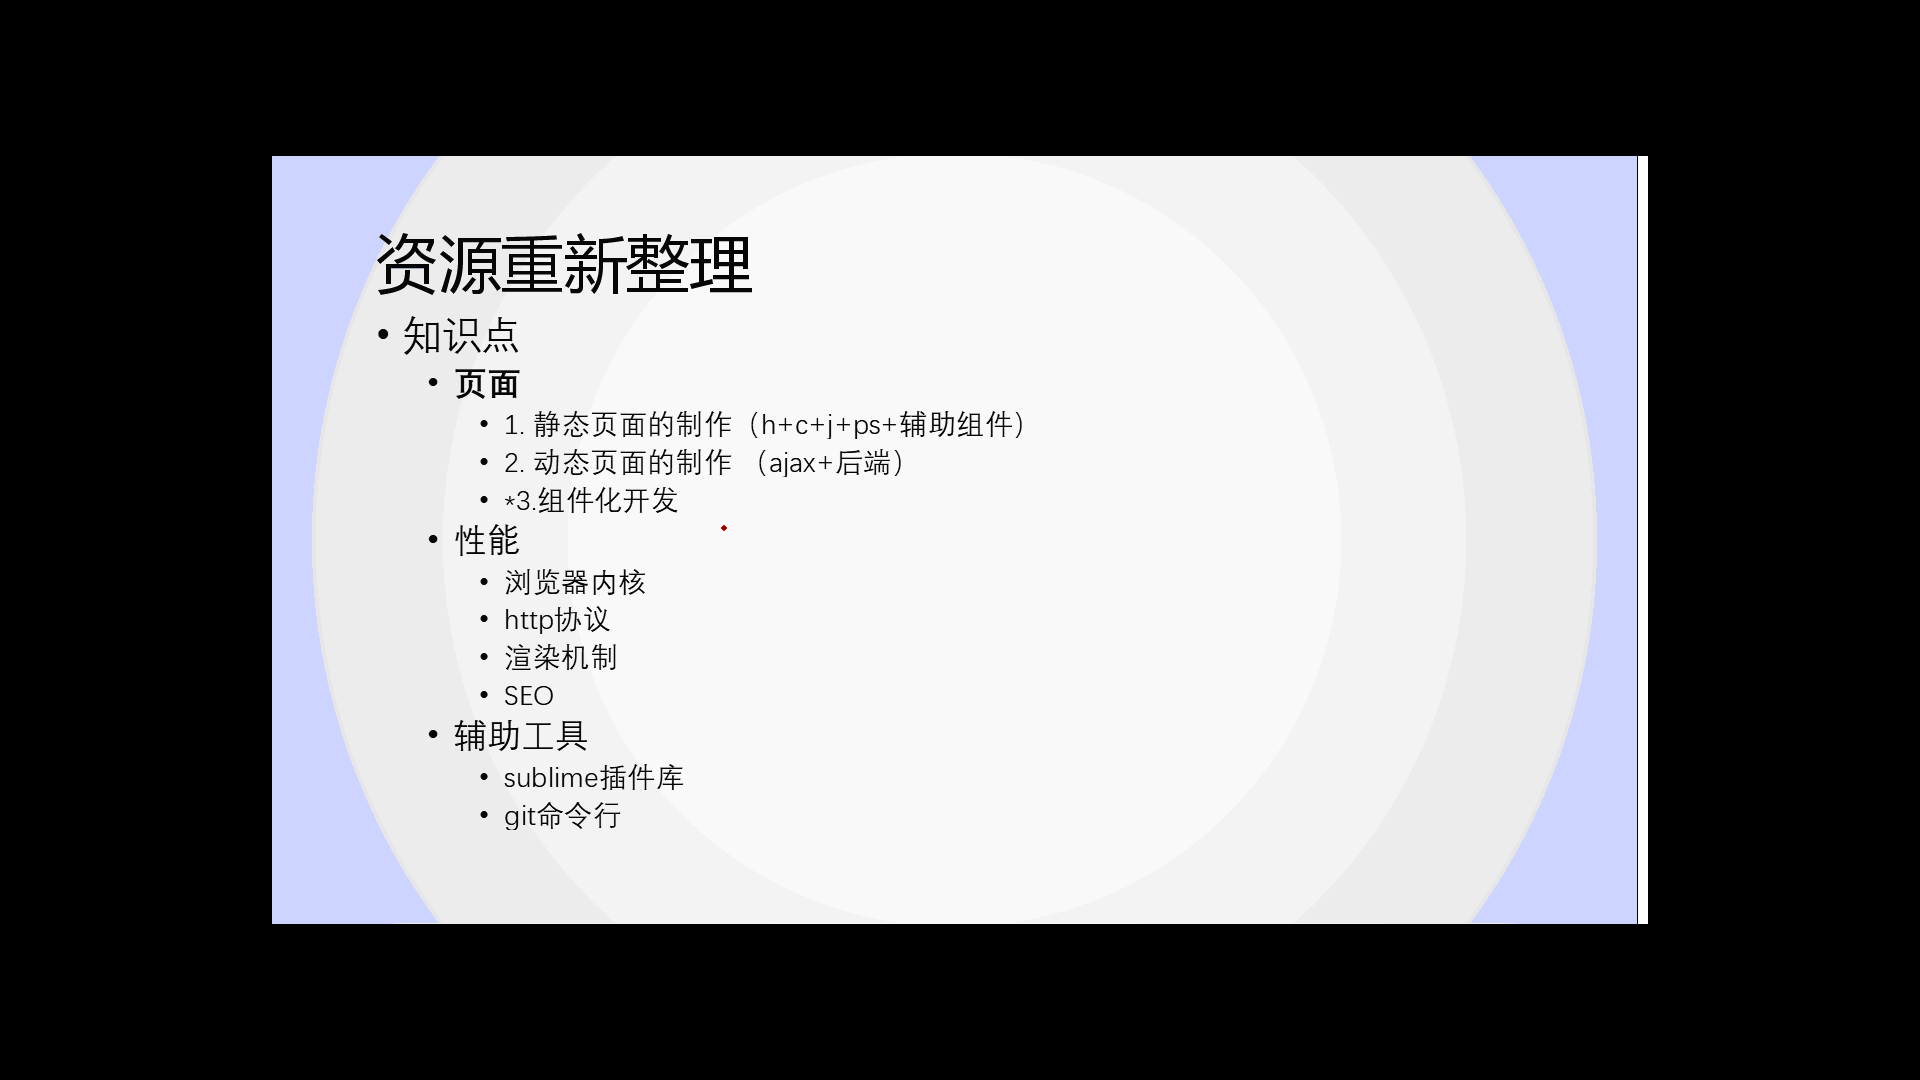 资源重新整理
• 知识点
• 页面
• 1. 静态页面的制作（h+c+j+ps+辅助组件）
• 2. 动态页面的制作 （ajax+后端）
• *3.组件化开发
• 性能
• 浏览器内核
• http协议
• 渲染机制
• SEO
• 辅助工具
• sublime插件库
• git命令行